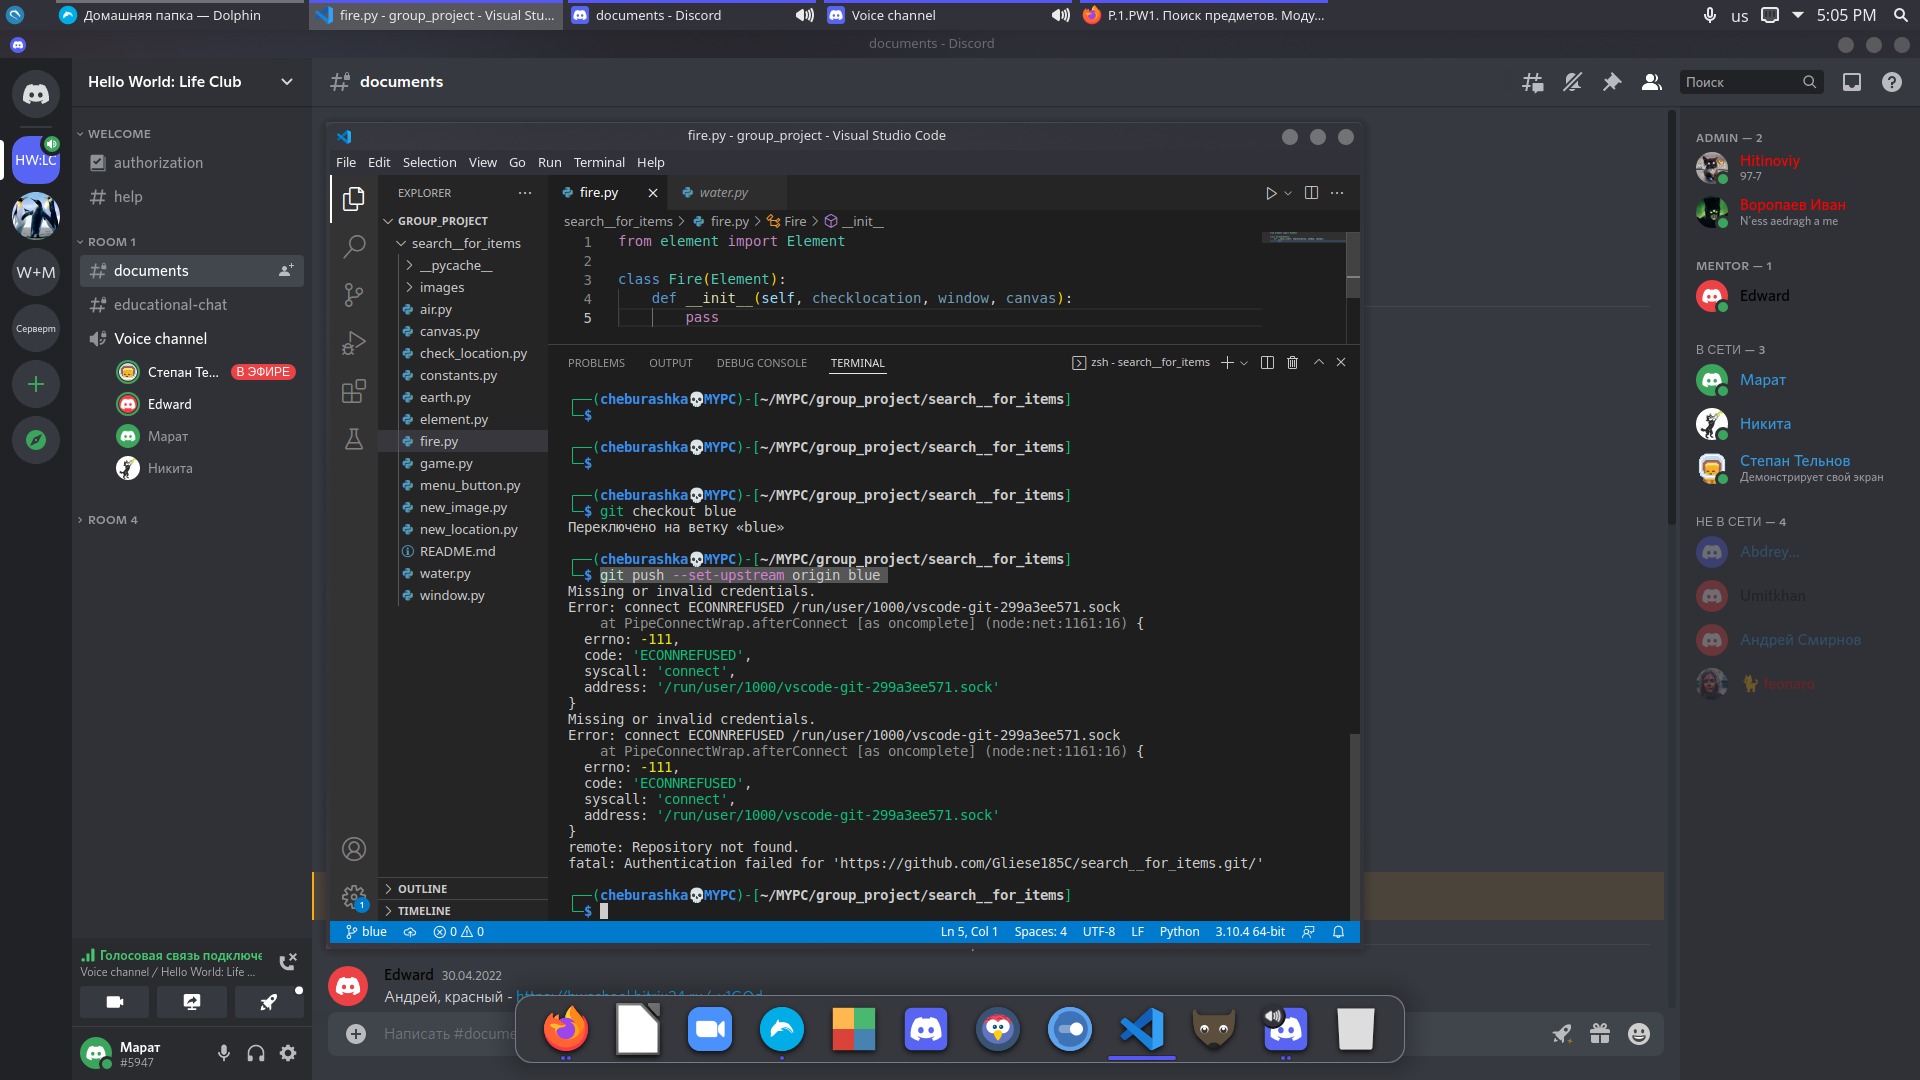 Домашняя папка — Dolphin
fire.py - group_project - Visual Stu...
documents - Discord
Voice channel
P.1.PW1. Поиск предметов. Моду...
us
5:05 PM
documents - Discord
Hello World: Life Club
documents
Поиск
WELCOME
authorization
help
ROOM 1
documents
educational-chat
Voice channel
Степан Те...
В ЭФИРЕ
Edward
Марат
Никита
ROOM 4
HW:LC
W+M
Серверм
fire.py - group_project - Visual Studio Code
File Edit Selection View Go Run Terminal Help
EXPLORER
GROUP_PROJECT
search__for_items
__pycache__
images
air.py
canvas.py
check_location.py
constants.py
earth.py
element.py
fire.py
game.py
menu_button.py
new_image.py
new_location.py
README.md
water.py
window.py
OUTLINE
TIMELINE
1
fire.py
water.py
search__for_items > fire.py > Fire > __init__
1 from element import Element
2
3 class Fire(Element):
4 def __init__(self, checklocation, window, canvas):
5 pass
PROBLEMS OUTPUT DEBUG CONSOLE TERMINAL
zsh - search__for_items
┌──(cheburashka💀MYPC)-[~/MYPC/group_project/search__for_items]
└─$
┌──(cheburashka💀MYPC)-[~/MYPC/group_project/search__for_items]
└─$
┌──(cheburashka💀MYPC)-[~/MYPC/group_project/search__for_items]
└─$ git checkout blue
Переключено на ветку «blue»
┌──(cheburashka💀MYPC)-[~/MYPC/group_project/search__for_items]
└─$ git push --set-upstream origin blue
Missing or invalid credentials.
Error: connect ECONNREFUSED /run/user/1000/vscode-git-299a3ee571.sock
at PipeConnectWrap.afterConnect [as oncomplete] (node:net:1161:16) {
errno: -111,
code: 'ECONNREFUSED',
syscall: 'connect',
address: '/run/user/1000/vscode-git-299a3ee571.sock'
}
Missing or invalid credentials.
Error: connect ECONNREFUSED /run/user/1000/vscode-git-299a3ee571.sock
at PipeConnectWrap.afterConnect [as oncomplete] (node:net:1161:16) {
errno: -111,
code: 'ECONNREFUSED',
syscall: 'connect',
address: '/run/user/1000/vscode-git-299a3ee571.sock'
}
remote: Repository not found.
fatal: Authentication failed for 'https://github.com/Gliese185C/search__for_items.git/'
┌──(cheburashka💀MYPC)-[~/MYPC/group_project/search__for_items]
└─$
blue
0 0
Ln 5, Col 1 Spaces: 4 UTF-8 LF Python 3.10.4 64-bit
ADMIN — 2
Hitinoviy
97-7
Воропаев Иван
N'ess aedragh a me
MENTOR — 1
Edward
В СЕТИ — 3
Марат
Никита
Степан Тельнов
Демонстрирует свой экран
НЕ В СЕТИ — 4
Abdrey...
Umitkhan
Андрей Смирнов
leonaro
Голосовая связь подключе
Voice channel / Hello World: Life ...
Марат
#5947
Edward 30.04.2022
Андрей, красный -
Написать #docume